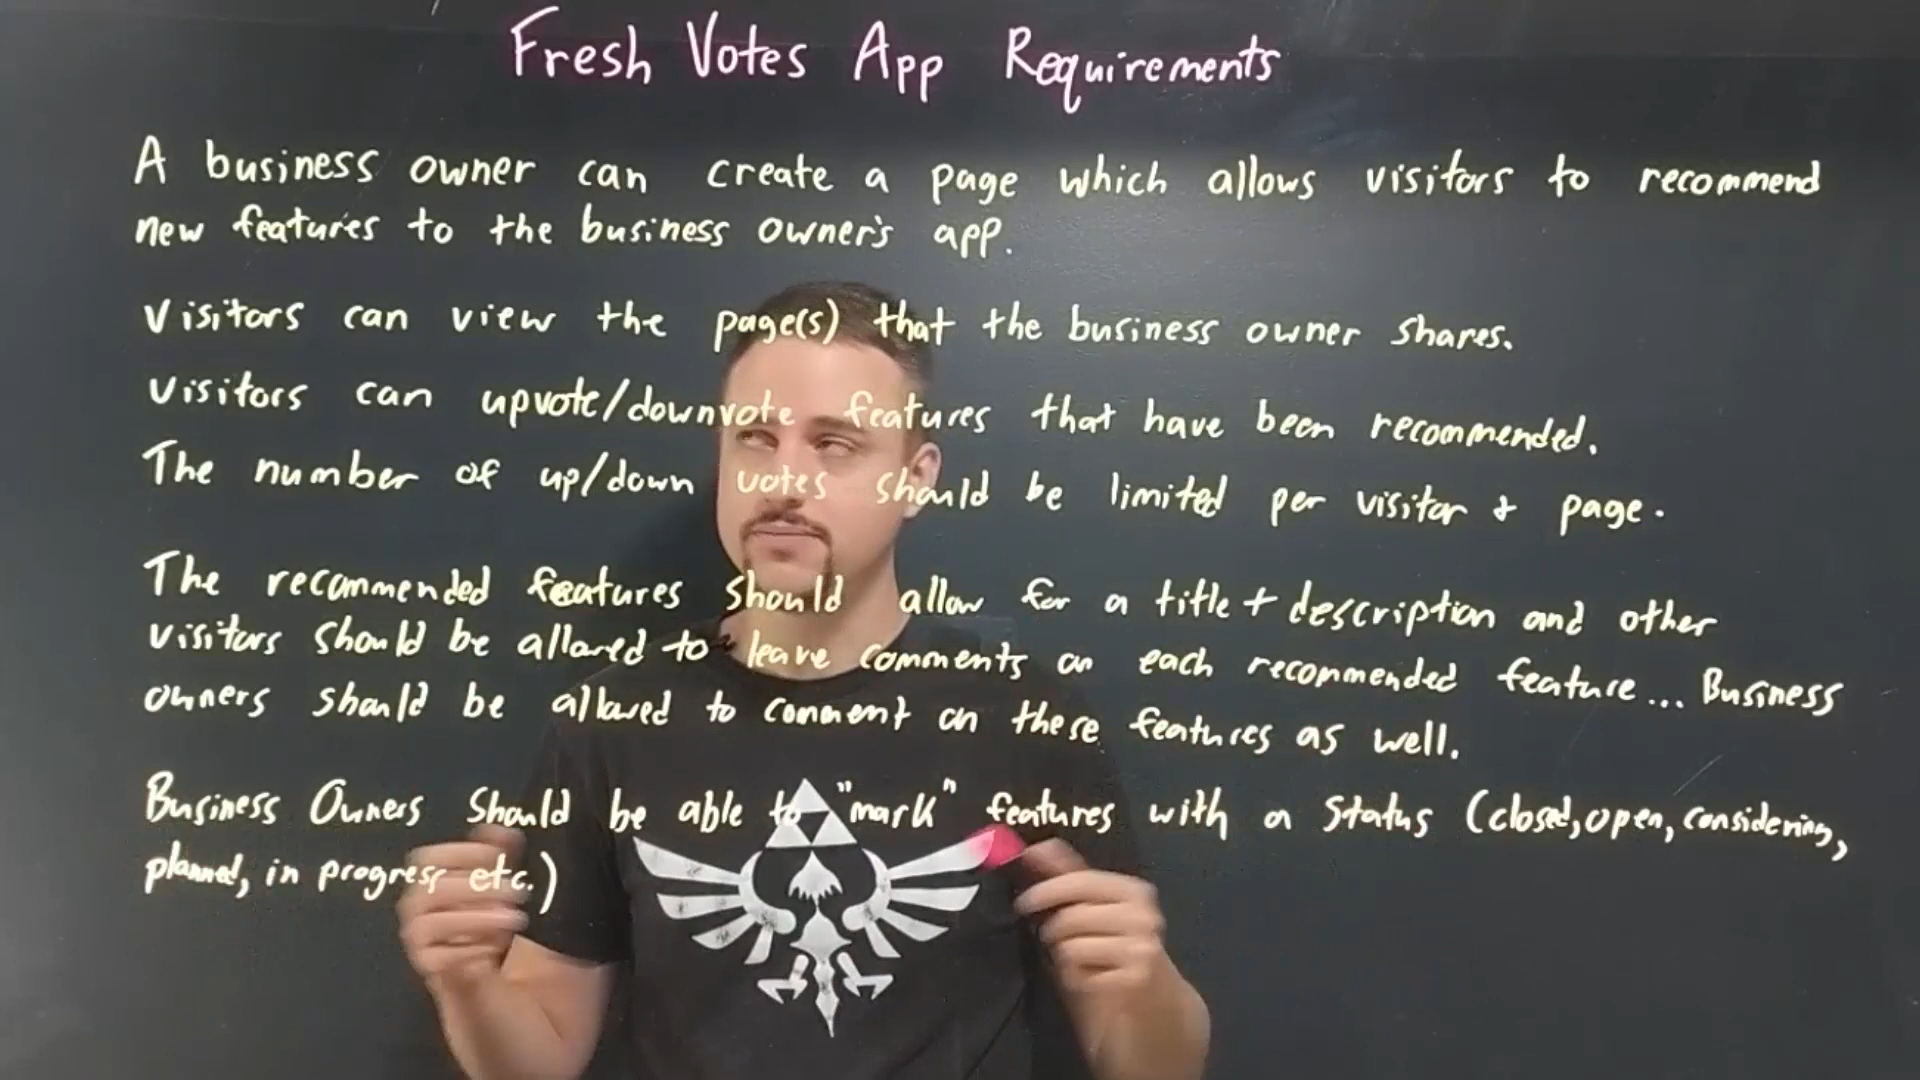 Fresh Votes App Requirements
A business owner can create a page which allows visitors to recommend
new features to the business owner's app.
Visitors can view the page(s) that the business owner shares.
Visitors can upvote/downvote features that have been recommended.
The number of up/down votes should be limited per visitor + page.
The recommended features should allow for a title + description and other
visitors should be allowed to leave comments on each recommended feature... Business
owners should be allowed to comment on these features as well.
Business Owners should be able to "mark" features with a status (closed, open, considering,
planned, in progress etc.)